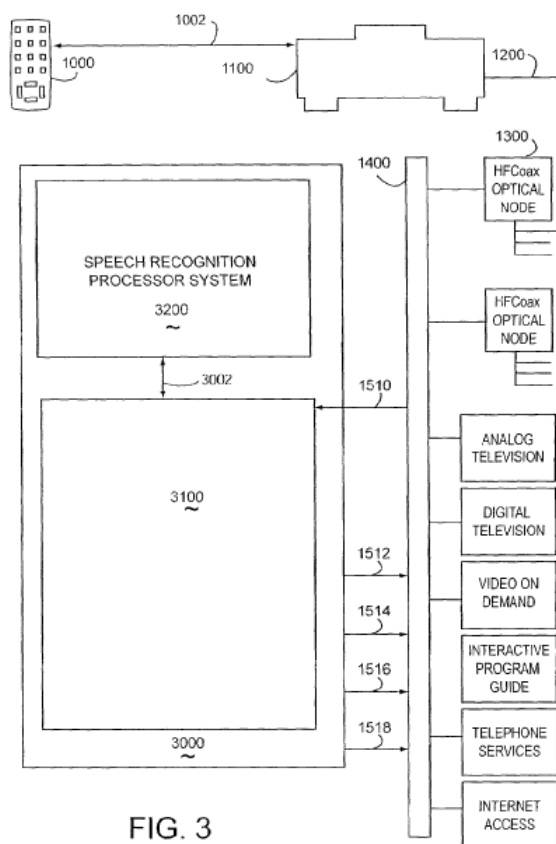 1002
1000
1100
1200
1400
1300
HFCoax
OPTICAL
NODE
SPEECH RECOGNITION
PROCESSOR SYSTEM
3200
~
HFCoax
OPTICAL
NODE
3002
1510
ANALOG
TELEVISION
3100
~
DIGITAL
TELEVISION
1512
VIDEO ON
DEMAND
1514
1516
INTERACTIVE
PROGRAM
GUIDE
1518
TELEPHONE
SERVICES
3000
~
INTERNET
ACCESS
FIG. 3